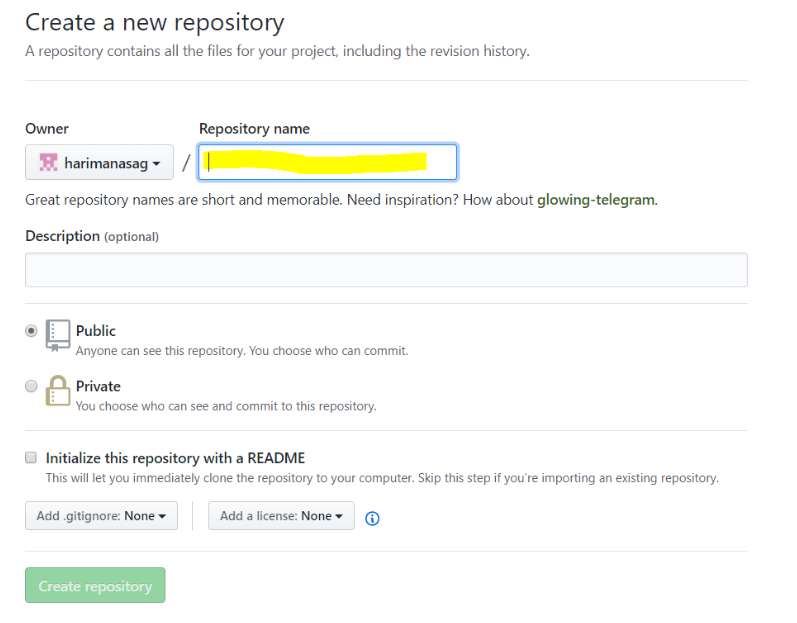 Create a new repository
A repository contains all the files for your project, including the revision history.
Owner
Repository name
harimanasag
/
Great repository names are short and memorable. Need inspiration? How about glowing-telegram.
Description (optional)
Public
Anyone can see this repository. You choose who can commit.
Private
You choose who can see and commit to this repository.
Initialize this repository with a README
This will let you immediately clone the repository to your computer. Skip this step if you're importing an existing repository.
Add .gitignore: None
Add a license: None
Create repository